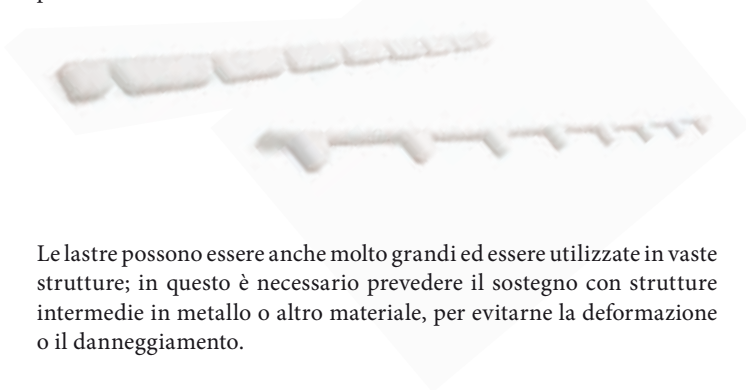 Le lastre possono essere anche molto grandi ed essere utilizzate in vaste
strutture; in questo è necessario prevedere il sostegno con strutture
intermedie in metallo o altro materiale, per evitarne la deformazione
o il danneggiamento.